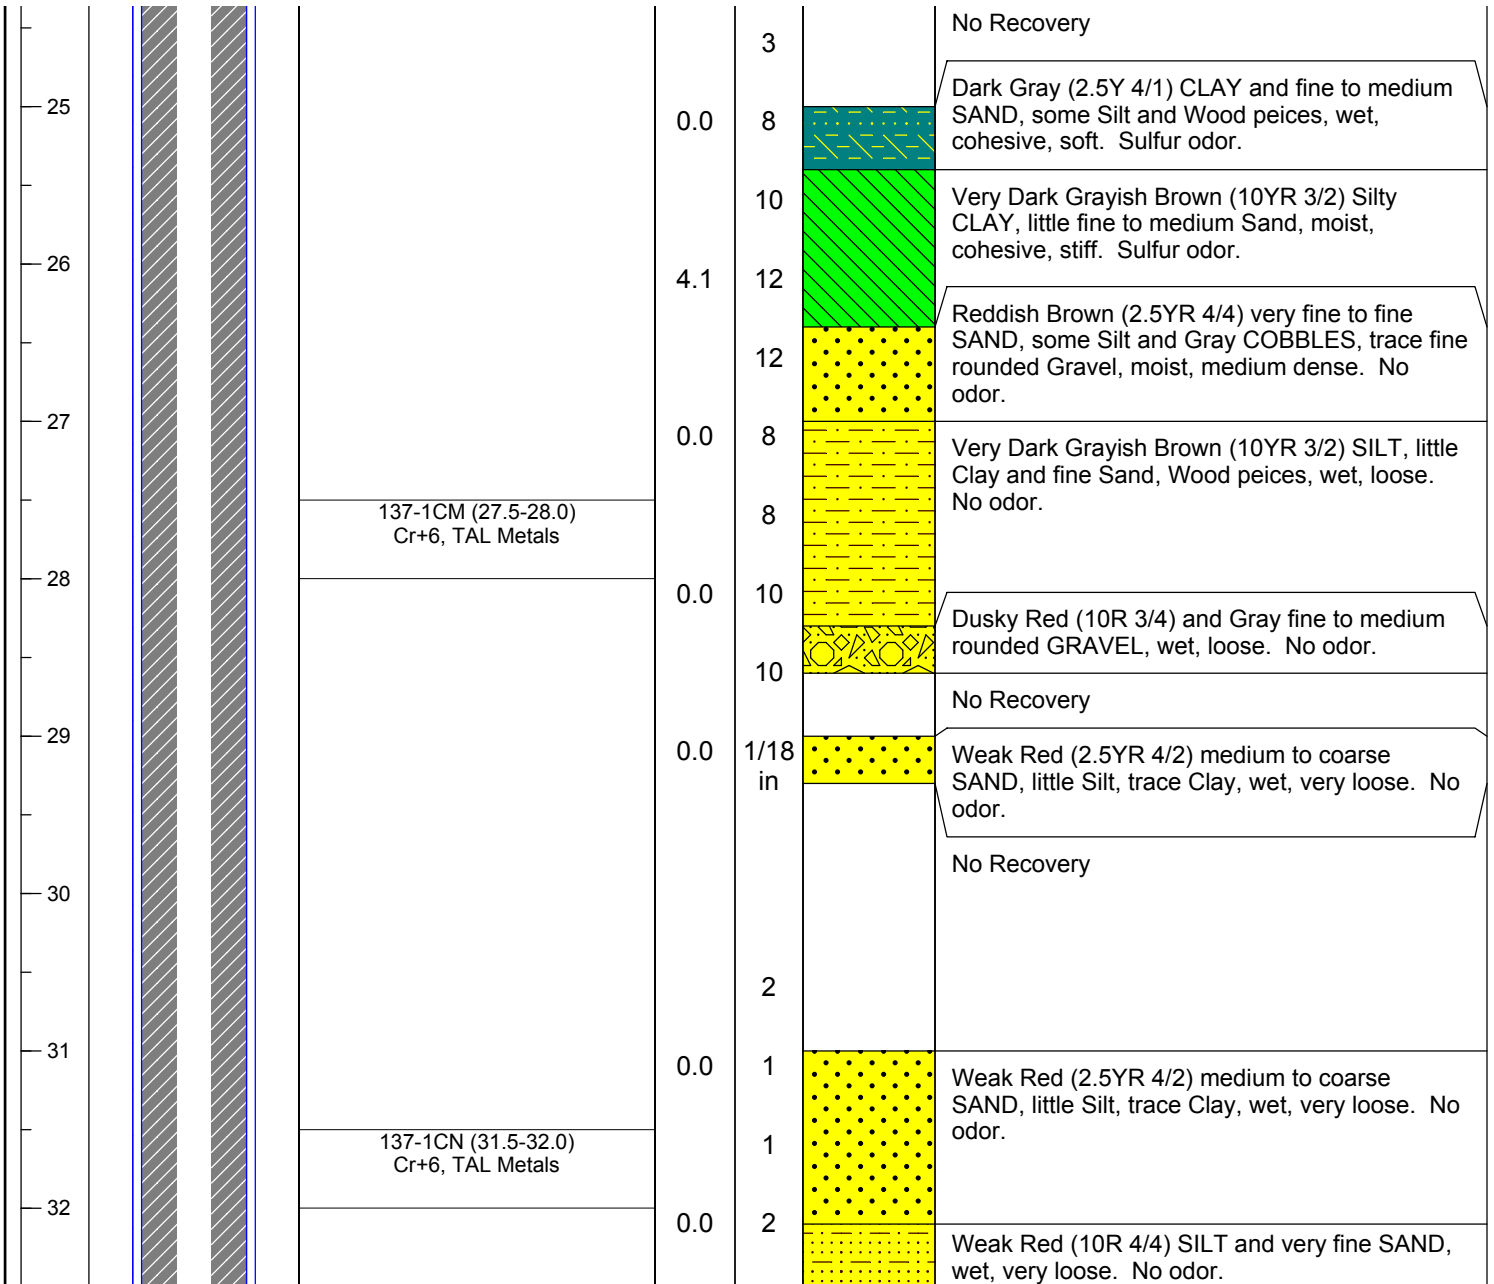 No Recovery
3
Dark Gray (2.5Y 4/1) CLAY and fine to medium
SAND, some Silt and Wood peices, wet,
cohesive, soft.  Sulfur odor.
25
0.0
8
10
Very Dark Grayish Brown (10YR 3/2) Silty
CLAY, little fine to medium Sand, moist,
cohesive, stiff.  Sulfur odor.
26
4.1
12
Reddish Brown (2.5YR 4/4) very fine to fine
SAND, some Silt and Gray COBBLES, trace fine
rounded Gravel, moist, medium dense.  No
odor.
12
27
0.0
8
Very Dark Grayish Brown (10YR 3/2) SILT, little
Clay and fine Sand, Wood peices, wet, loose.
No odor.
137-1CM (27.5-28.0)
Cr+6, TAL Metals
8
28
0.0
10
Dusky Red (10R 3/4) and Gray fine to medium
rounded GRAVEL, wet, loose.  No odor.
10
No Recovery
29
0.0
1/18
in
Weak Red (2.5YR 4/2) medium to coarse
SAND, little Silt, trace Clay, wet, very loose.  No
odor.
No Recovery
30
2
31
0.0
1
Weak Red (2.5YR 4/2) medium to coarse
SAND, little Silt, trace Clay, wet, very loose.  No
odor.
137-1CN (31.5-32.0)
Cr+6, TAL Metals
1
32
0.0
2
Weak Red (10R 4/4) SILT and very fine SAND,
wet, very loose.  No odor.